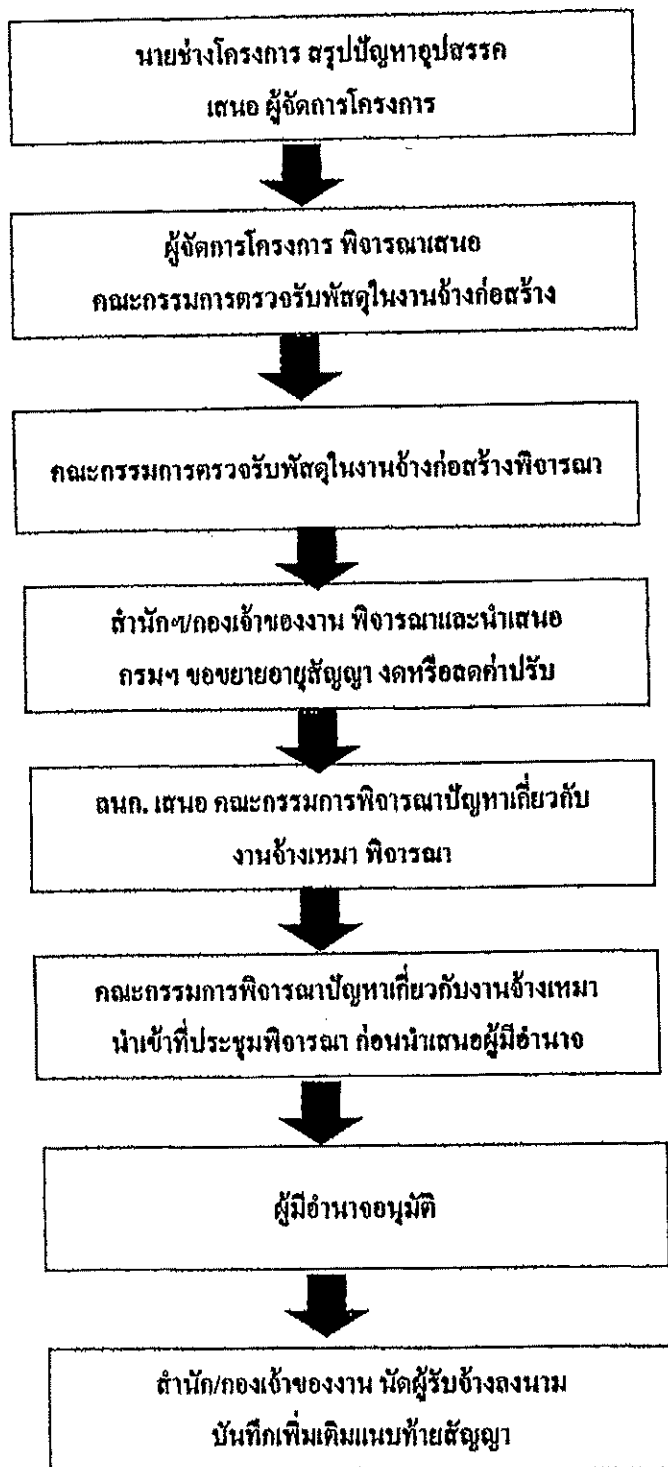 นายช่างโครงการ สรุปปัญหาอุปสรรค
เสนอ ผู้จัดการโครงการ
ผู้จัดการโครงการ พิจารณาเสนอ
คณะกรรมการตรวจรับพัสดุในงานจ้างก่อสร้าง
คณะกรรมการตรวจรับพัสดุในงานจ้างก่อสร้างพิจารณา
สำนักฯ/กองเจ้าของงาน พิจารณาและนำเสนอ
กรมฯ ขอขยายอายุสัญญา งดหรือลดค่าปรับ
ลนก. เสนอ คณะกรรมการพิจารณาปัญหาเกี่ยวกับ
งานจ้างเหมา พิจารณา
คณะกรรมการพิจารณาปัญหาเกี่ยวกับงานจ้างเหมา
นำเข้าที่ประชุมพิจารณา ก่อนนำเสนอผู้มีอำนาจ
ผู้มีอำนาจอนุมัติ
สำนัก/กองเจ้าของงาน นัดผู้รับจ้างลงนาม
บันทึกเพิ่มเติมแนบท้ายสัญญา